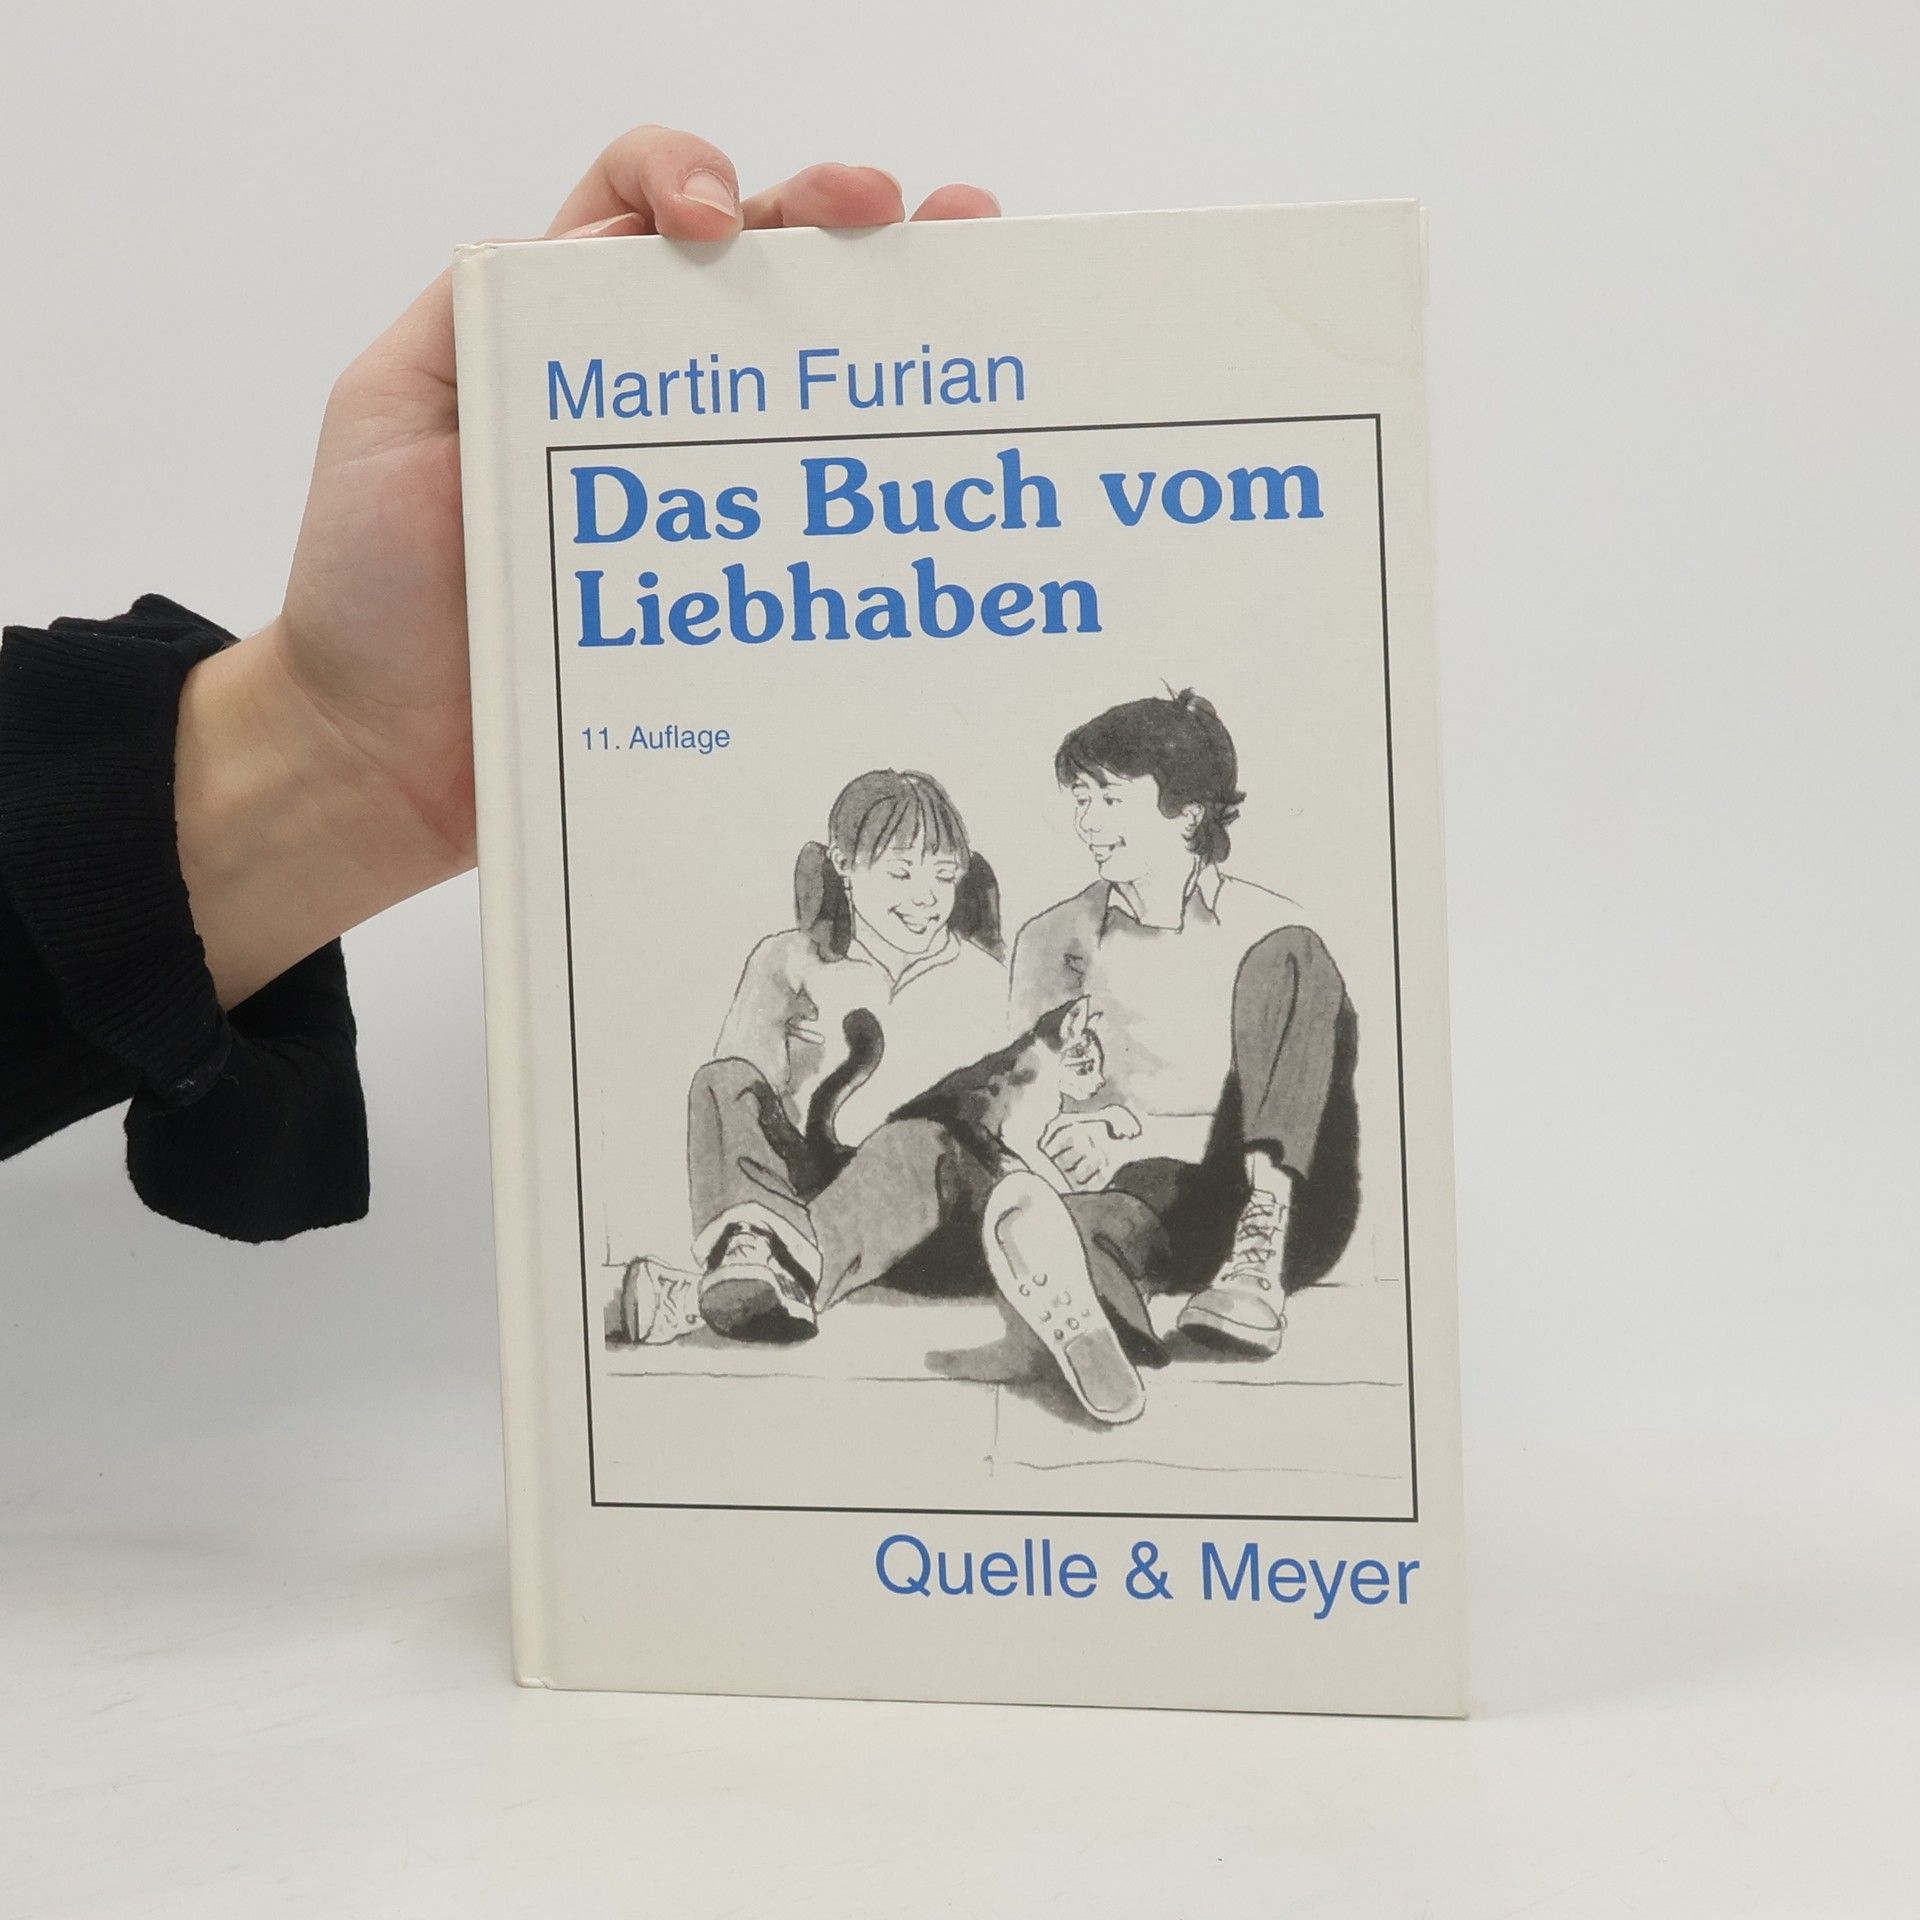 Martin Furian
Das Buch vom
Liebhaben
11. Auflage
Quelle & Meyer